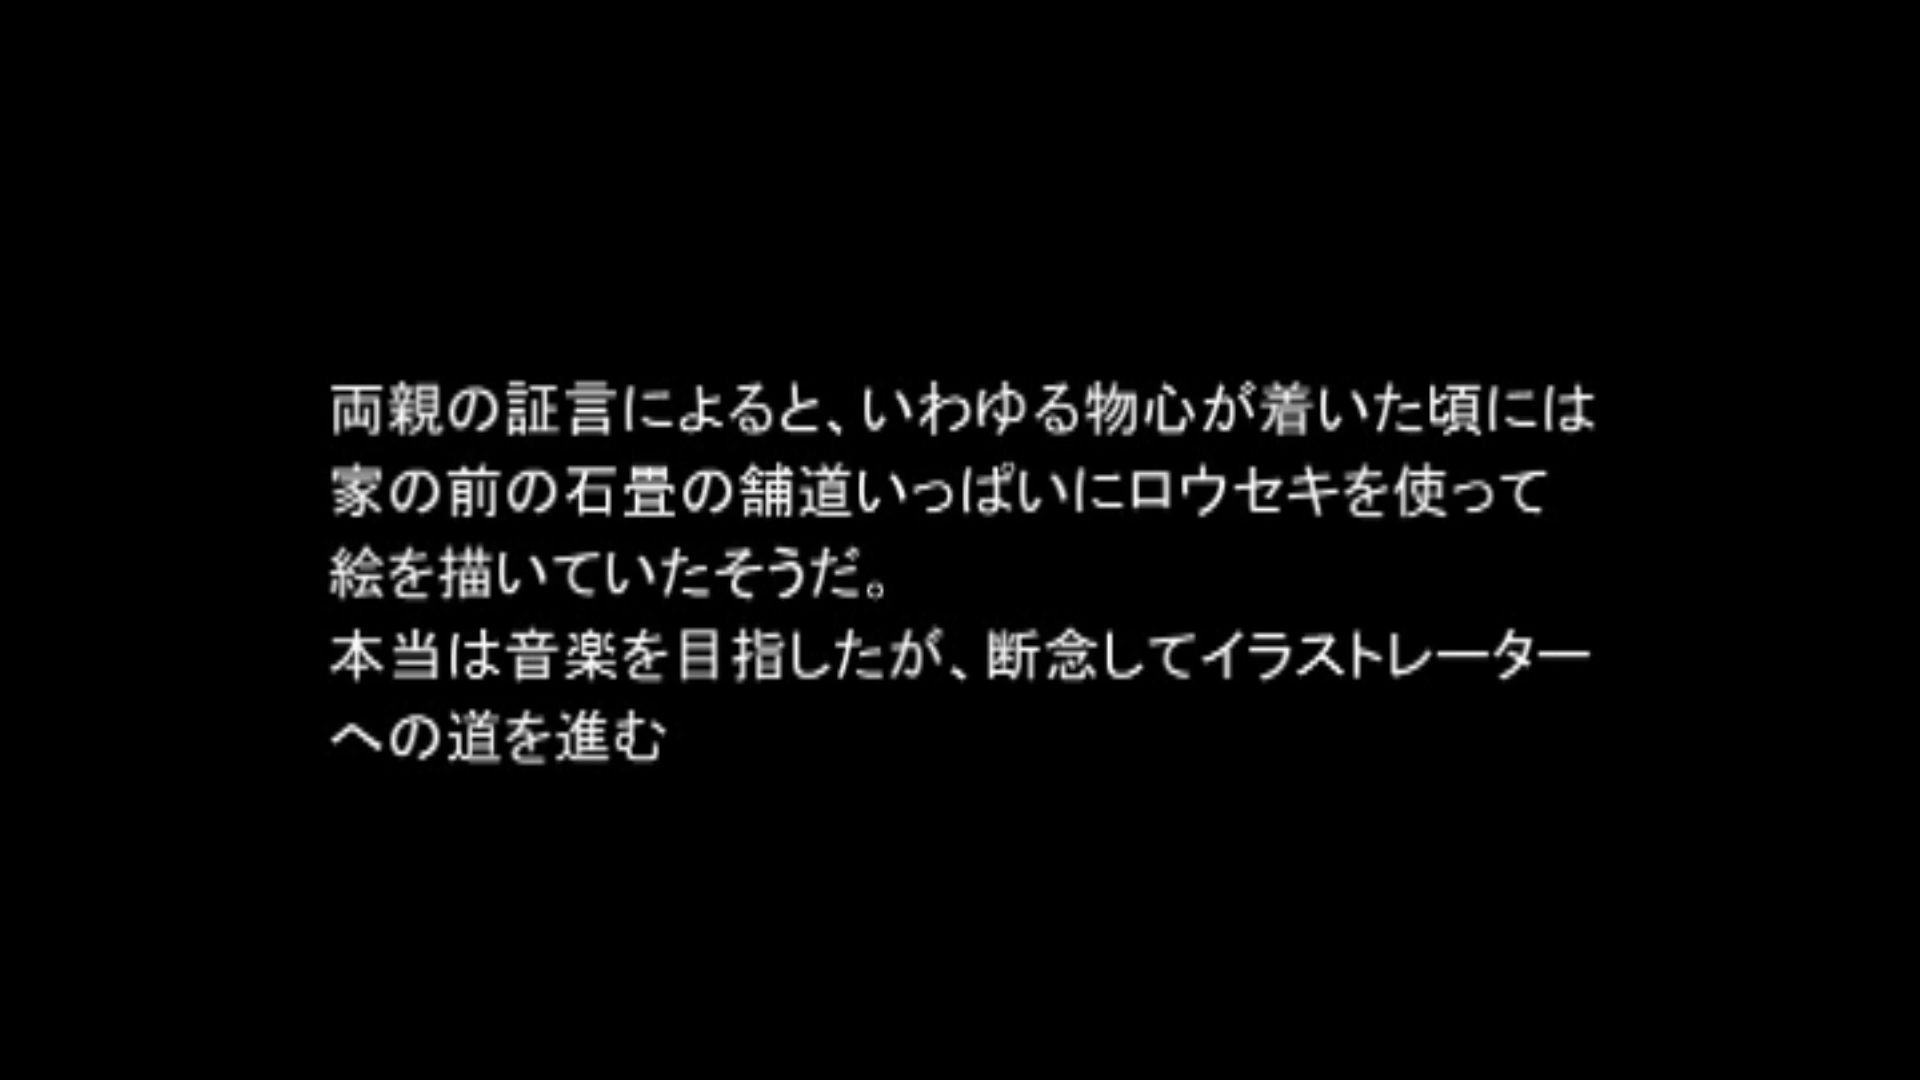 両親の証言によると、いわゆる物心が着いた頃には
家の前の石畳の舗道いっぱいにロウセキを使って
絵を描いていたそうだ。
本当は音楽を目指したが、断念してイラストレーター
への道を進む